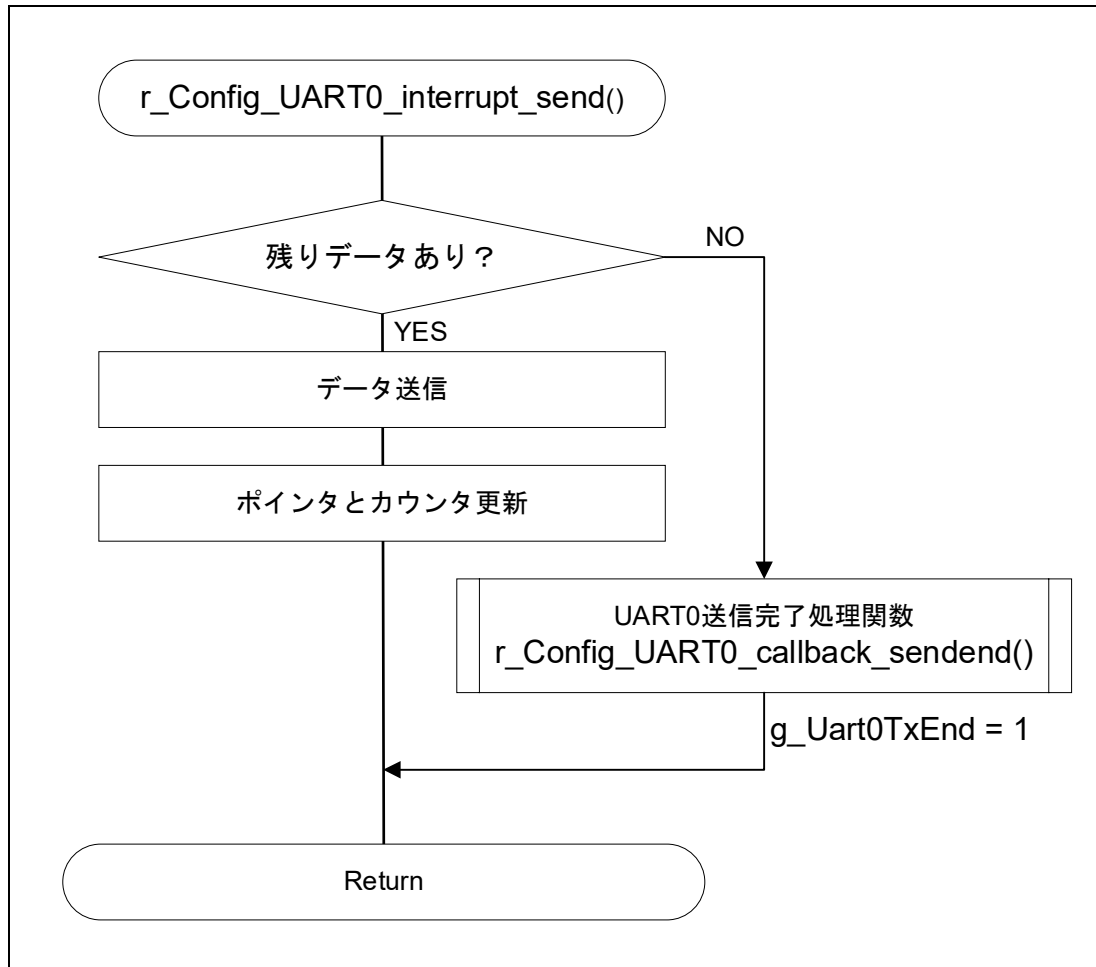 r_Config_UART0_interrupt_send()
残りデータあり？
NO
YES
データ送信
ポインタとカウンタ更新
UART0送信完了処理関数
r_Config_UART0_callback_sendend()
g_Uart0TxEnd = 1
Return